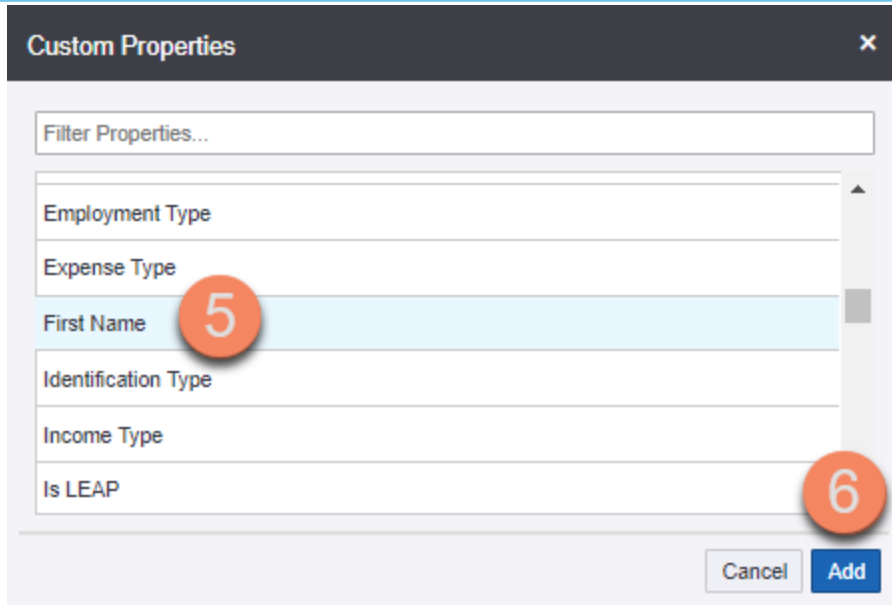 Custom Properties ×
Filter Properties...
Employment Type
Expense Type
First Name 5
Identification Type
Income Type
Is LEAP
6
Cancel Add